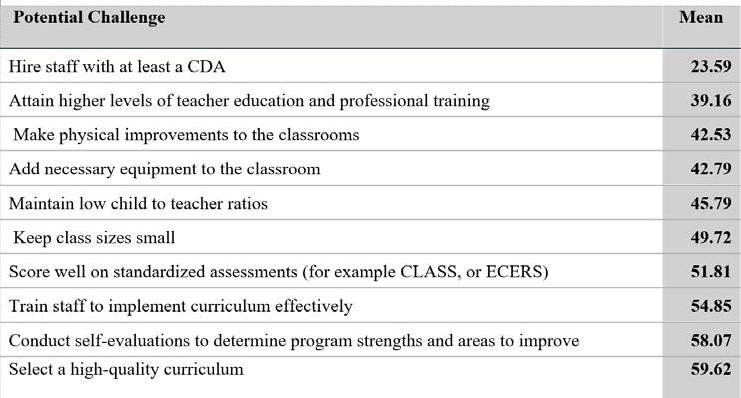 Potential Challenge Mean
Hire staff with at least a CDA 23.59
Attain higher levels of teacher education and professional training 39.16
Make physical improvements to the classrooms 42.53
Add necessary equipment to the classroom 42.79
Maintain low child to teacher ratios 45.79
Keep class sizes small 49.72
Score well on standardized assessments (for example CLASS, or ECERS) 51.81
Train staff to implement curriculum effectively 54.85
Conduct self-evaluations to determine program strengths and areas to improve 58.07
Select a high-quality curriculum 59.62